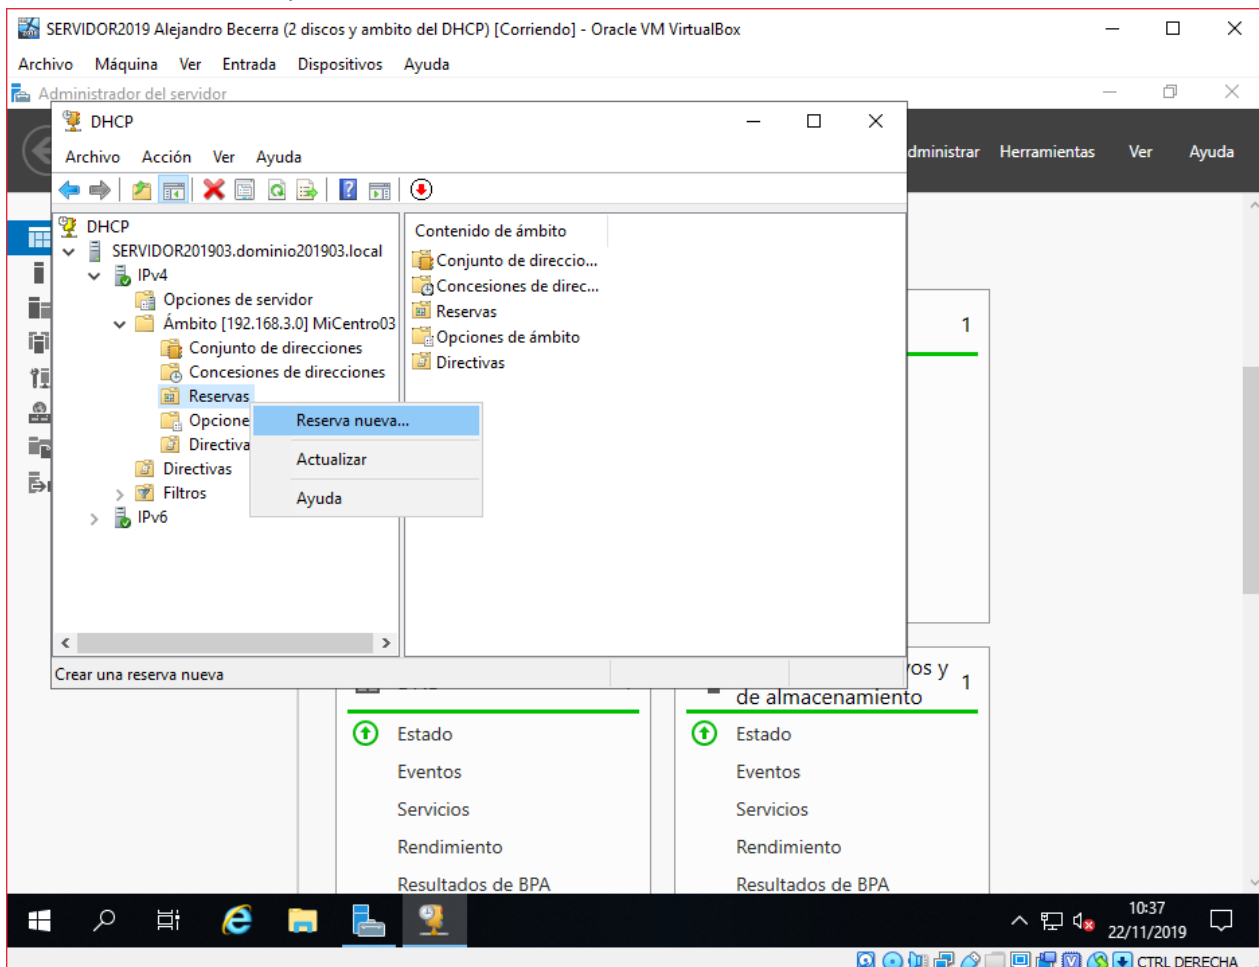 SERVIDOR2019 Alejandro Becerra (2 discos y ambito del DHCP) [Corriendo] - Oracle VM VirtualBox
Archivo Máquina Ver Entrada Dispositivos Ayuda
Administrador del servidor
DHCP
Archivo Acción Ver Ayuda
dministrar Herramientas Ver Ayuda
DHCP
SERVIDOR201903.dominio201903.local
IPv4
Opciones de servidor
Ámbito [192.168.3.0] MiCentro03
Conjunto de direcciones
Concesiones de direcciones
Reservas
Opcione
Directiva
Directivas
Filtros
IPv6
Reserva nueva...
Actualizar
Ayuda
Contenido de ámbito
Conjunto de direccio...
Concesiones de direc...
Reservas
Opciones de ámbito
Directivas
1
Crear una reserva nueva
vos y
de almacenamiento
1
Estado
Eventos
Servicios
Rendimiento
Resultados de BPA
Estado
Eventos
Servicios
Rendimiento
Resultados de BPA
10:37
22/11/2019
CTRL DERECHA